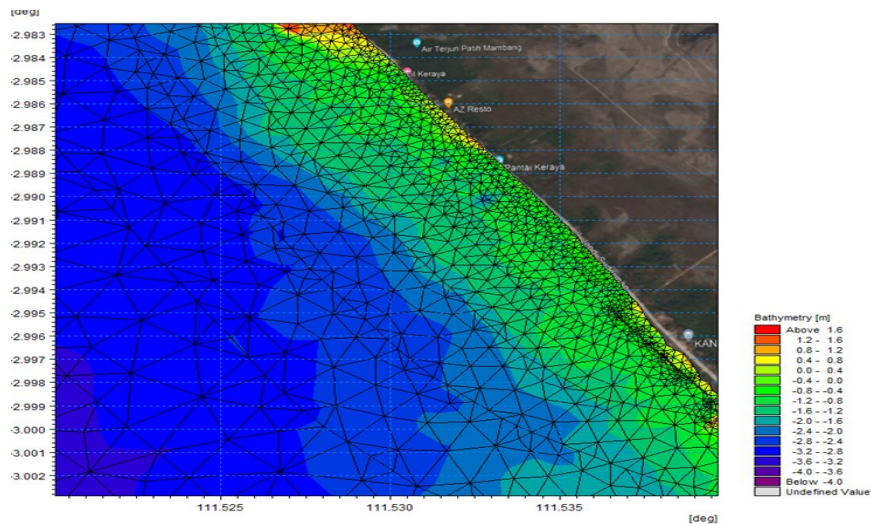 [deg]
-2.983
-2.984
-2.985
-2.986
-2.987
-2.988
-2.990
-2.991
-2.992
-2.993
-2.995
-2.996
-2.997
-2.998
-2.999
-3.000
-3.001
-3.002
Air Terjun Patih Mambang
Keraya
AZ Resto
Pantai Keraya
KAN
111.525
111.530
111.535
[deg]
Bathymetry [m]
Above 1.6
1.2 - 1.6
0.8 - 1.2
0.4 - 0.8
0.0 - 0.4
-0.4 - 0.0
-0.8 - -0.4
-1.2 - -0.8
-1.6 - -1.2
-2.0 - -1.6
-2.4 - -2.0
-2.8 - -2.4
-3.2 - -2.8
-3.6 - -3.2
-4.0 - -3.6
Below -4.0
Undefined Value